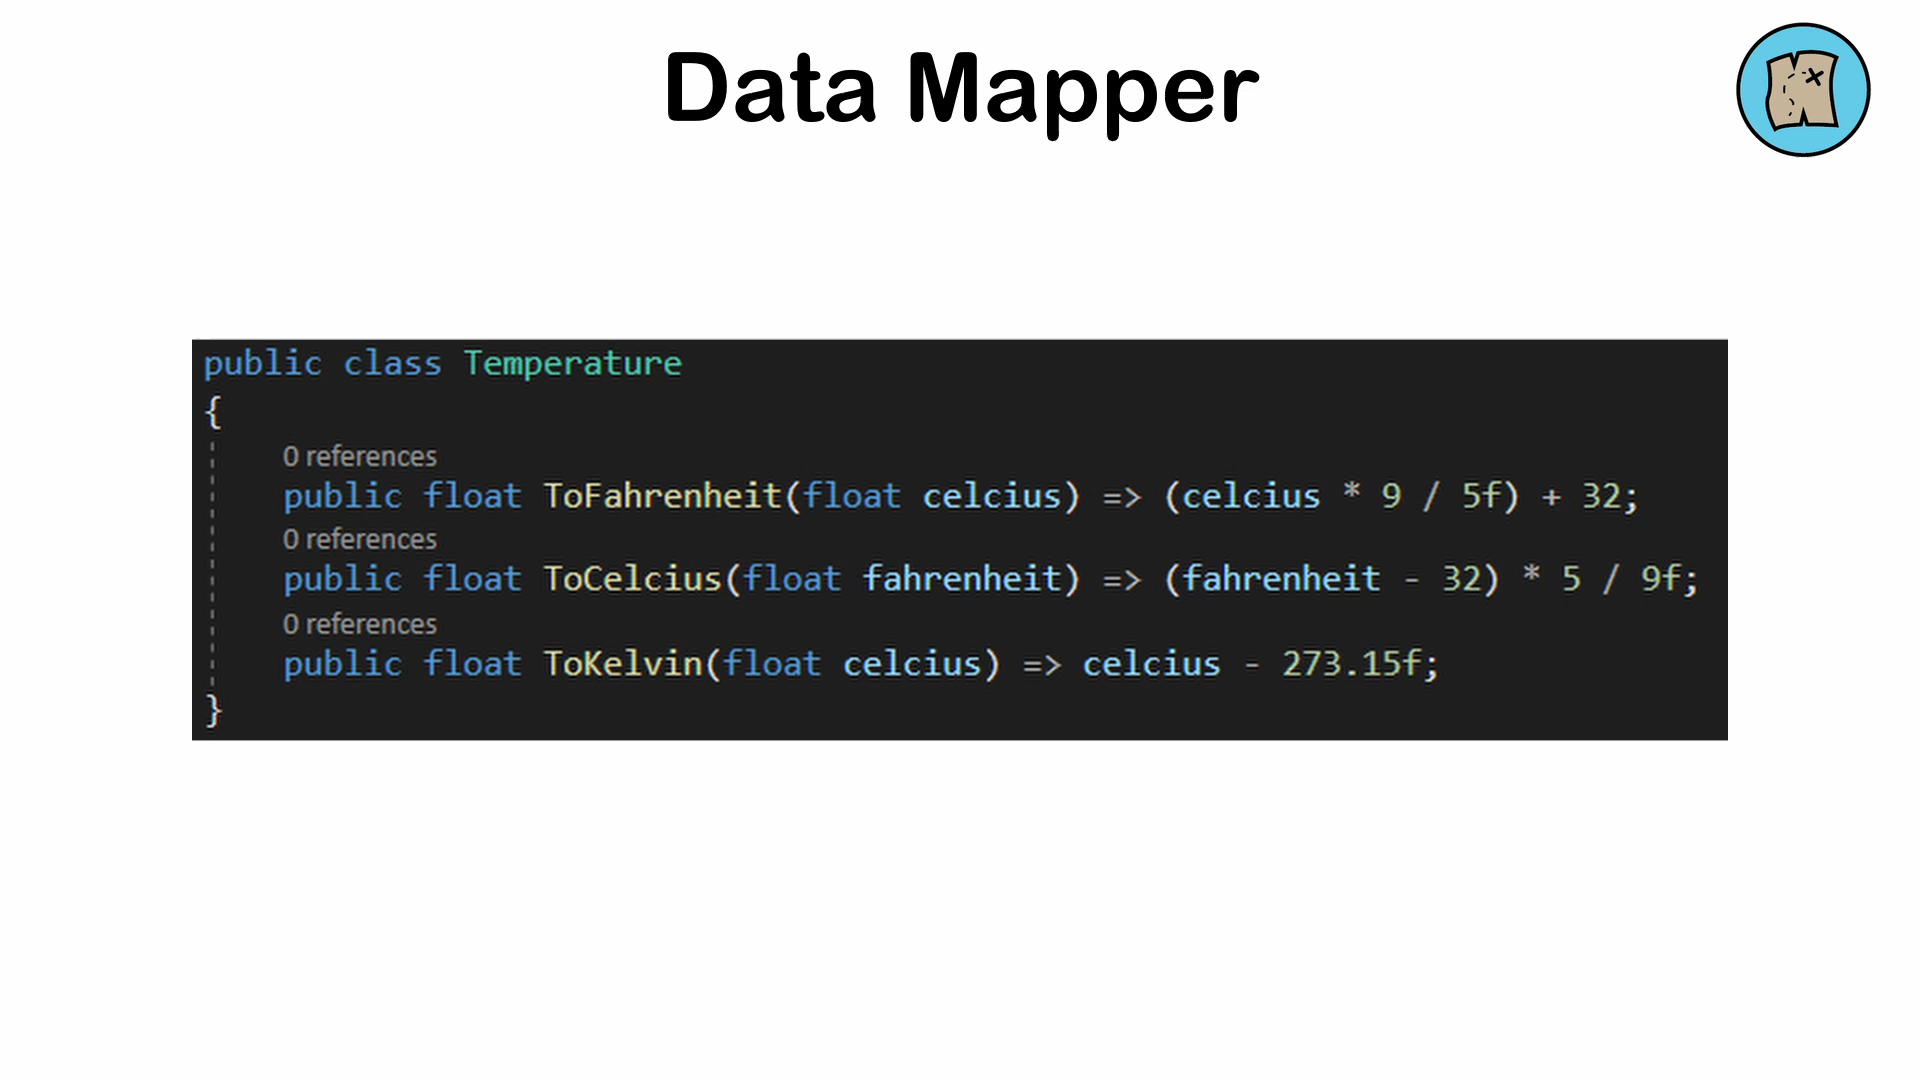 Data Mapper
public class Temperature
{
0 references
public float ToFahrenheit(float celcius) => (celcius * 9 / 5f) + 32;
0 references
public float ToCelcius(float fahrenheit) => (fahrenheit - 32) * 5 / 9f;
0 references
public float ToKelvin(float celcius) => celcius - 273.15f;
}